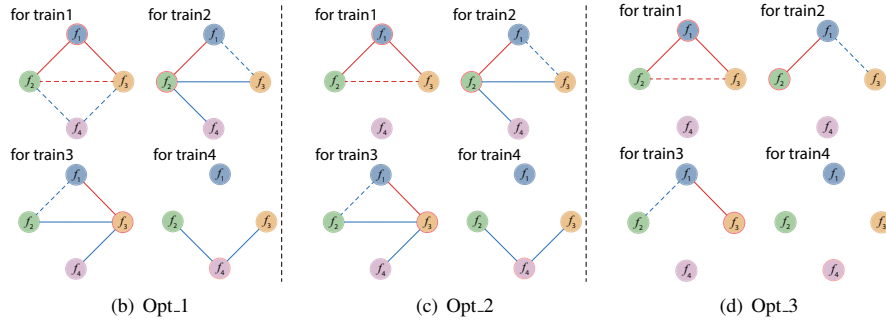 for train1
for train2
f1
f1
f2
f3
f2
f3
f4
f4
for train3
for train4
f1
f1
f2
f3
f2
f3
f4
f4
(b) Opt_1
for train1
for train2
f1
f1
f2
f3
f2
f3
f4
f4
for train3
for train4
f1
f1
f2
f3
f2
f3
f4
f4
(c) Opt_2
for train1
for train2
f1
f1
f2
f3
f2
f3
f4
f4
for train3
for train4
f1
f1
f2
f3
f2
f3
f4
f4
(d) Opt_3